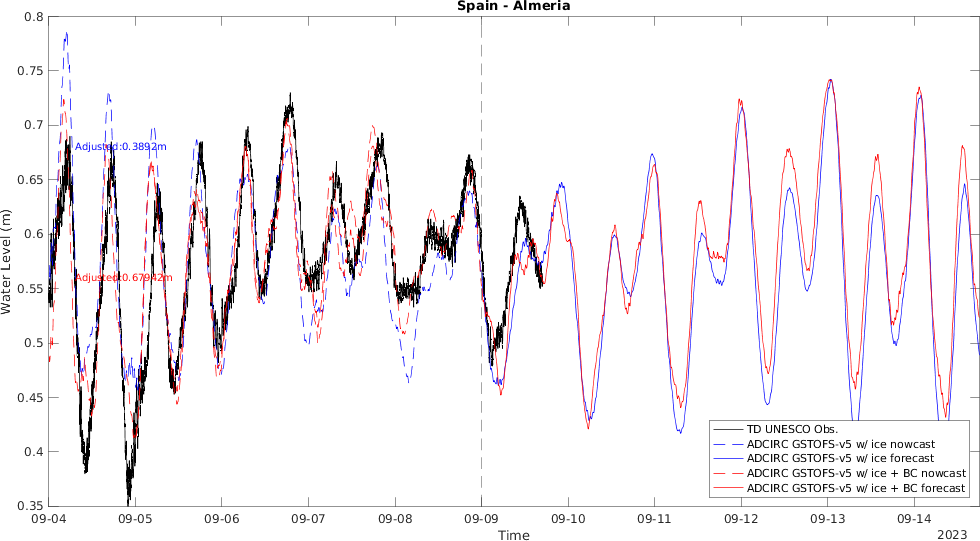 Spain - Almeria
0.8
0.75
0.7
0.65
0.6
0.55
0.5
0.45
0.4
0.35
Water Level (m)
Adjusted:0.3892m
Adjusted:0.67942m
TD UNESCO Obs.
ADCIRC GSTOFS-v5 w/ ice nowcast
ADCIRC GSTOFS-v5 w/ ice forecast
ADCIRC GSTOFS-v5 w/ ice + BC nowcast
ADCIRC GSTOFS-v5 w/ ice + BC forecast
09-04 09-05 09-06 09-07 09-08 09-09 09-10 09-11 09-12 09-13 09-14
Time
2023